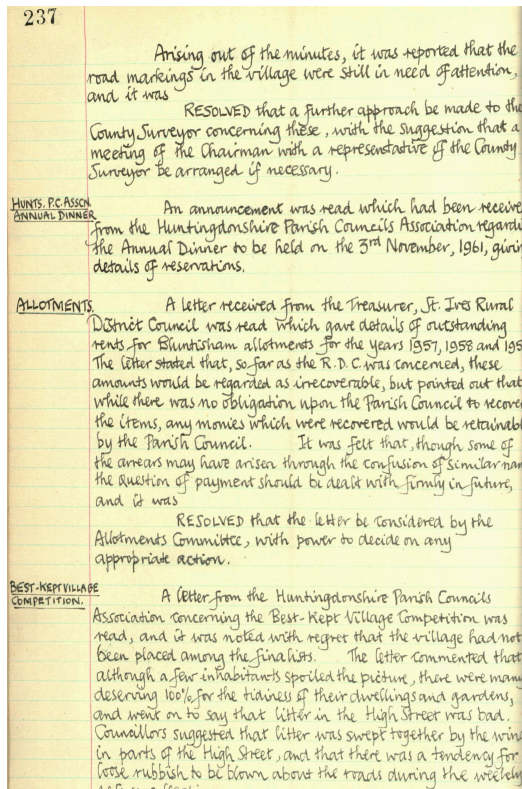 237
Arising out of the minutes, it was reported that the
road markings in the village were still in need of attention,
and it was
RESOLVED that a further approach be made to the
County Surveyor concerning these, with the suggestion that a
meeting of the Chairman with a representative of the County
Surveyor be arranged if necessary.
HUNTS. P.C. ASSCN.
ANNUAL DINNER
An announcement was read which had been receive
from the Huntingdonshire Parish Councils Association regardi
the Annual Dinner to be held on the 3rd November, 1961, givin
details of reservations.
ALLOTMENTS.
A letter received from the Treasurer, St. Ives Rural
District Council was read which gave details of outstanding
rents for Bluntisham allotments for the years 1957, 1958 and 195
The letter stated that, so far as the R.D.C. was concerned, these
amounts would be regarded as irrecoverable, but pointed out that
while there was no obligation upon the Parish Council to recove
the items, any monies which were recovered would be retainabl
by the Parish Council. It was felt that, though some of
the arrears may have arisen through the confusion of similar nam
the question of payment should be dealt with firmly in future,
and it was
RESOLVED that the letter be considered by the
Allotments Committee, with power to decide on any
appropriate action.
BEST-KEPT VILLAGE
COMPETITION.
A letter from the Huntingdonshire Parish Councils
Association concerning the Best-Kept Village Competition was
read, and it was noted with regret that the village had not
been placed among the finalists. The letter commented that
although a few inhabitants spoiled the picture, there were many
deserving 100% for the tidiness of their dwellings and gardens,
and went on to say that litter in the High Street was bad.
Councillors suggested that litter was swept together by the wind
in parts of the High Street, and that there was a tendency for
loose rubbish to be blown about the roads during the weekly